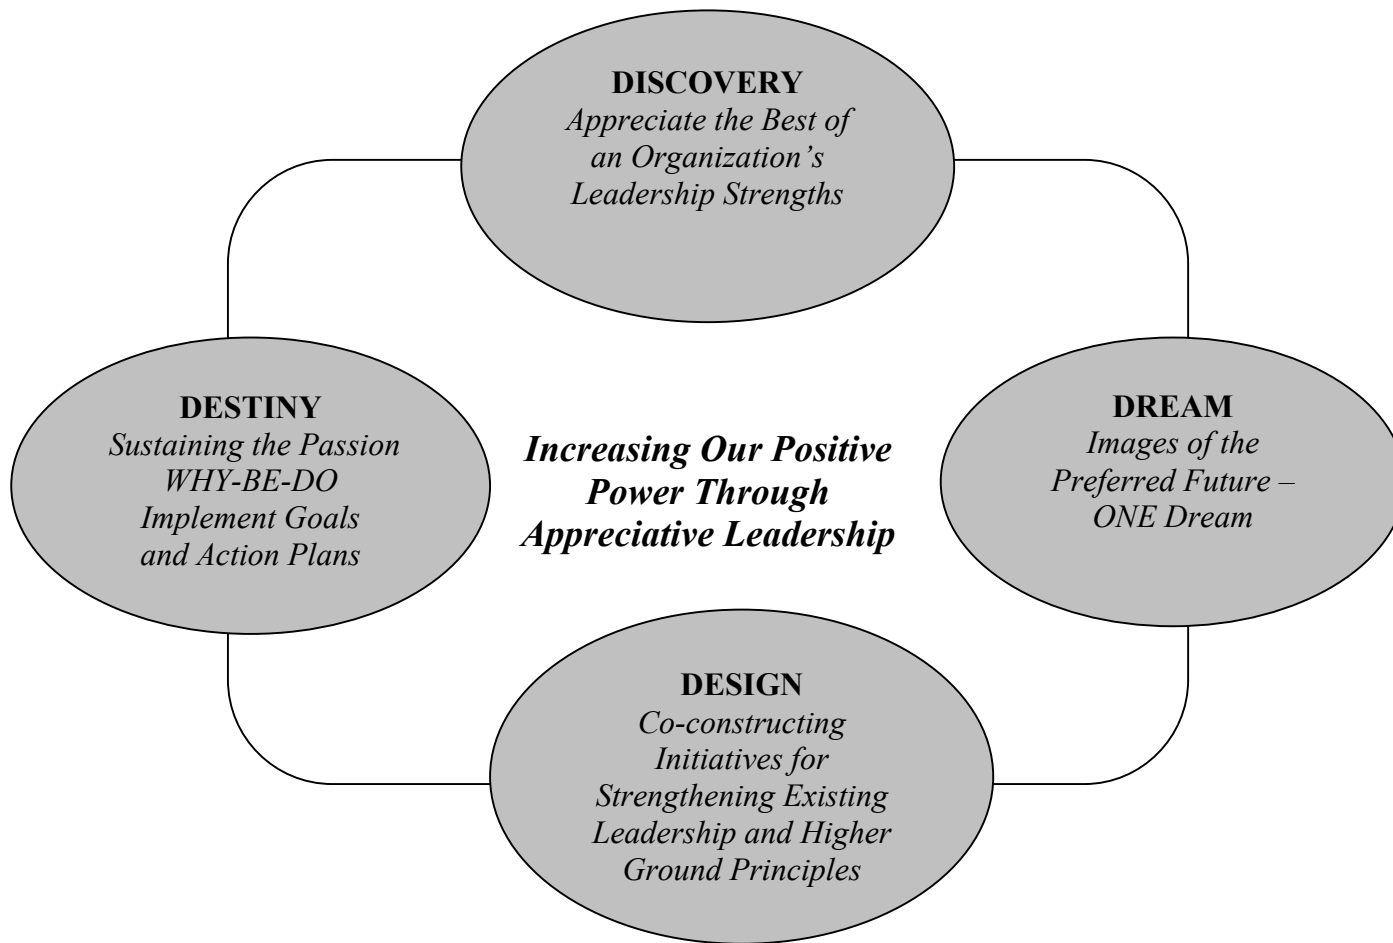 DISCOVERY
Appreciate the Best of
an Organization’s
Leadership Strengths
DESTINY
Sustaining the Passion
WHY-BE-DO
Implement Goals
and Action Plans
Increasing Our Positive
Power Through
Appreciative Leadership
DREAM
Images of the
Preferred Future –
ONE Dream
DESIGN
Co-constructing
Initiatives for
Strengthening Existing
Leadership and Higher
Ground Principles